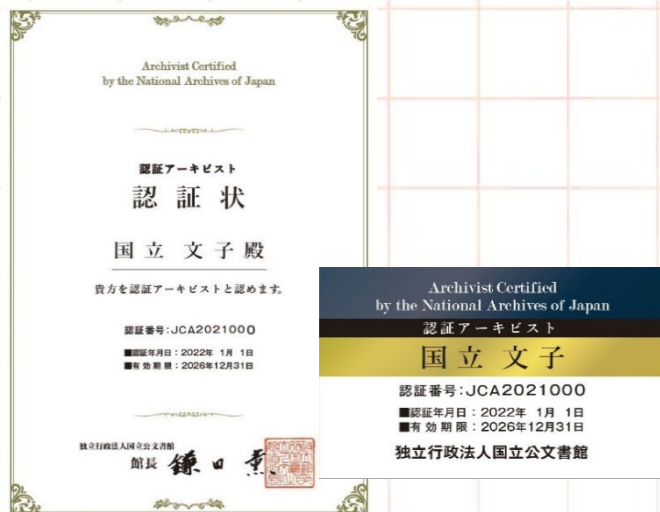 Archivist Certified
by the National Archives of Japan
認証アーキビスト
認証状
国立 文子殿
貴方を認証アーキビストと認めます。
認証番号:JCA2021000
■認証年月日:2022年 1月 1日
■有効期限:2026年12月31日
独立行政法人国立公文書館
館長 鎌田 薫
Archivist Certified
by the National Archives of Japan
認証アーキビスト
国立 文子
認証番号:JCA2021000
■認証年月日:2022年 1月 1日
■有効期限:2026年12月31日
独立行政法人国立公文書館